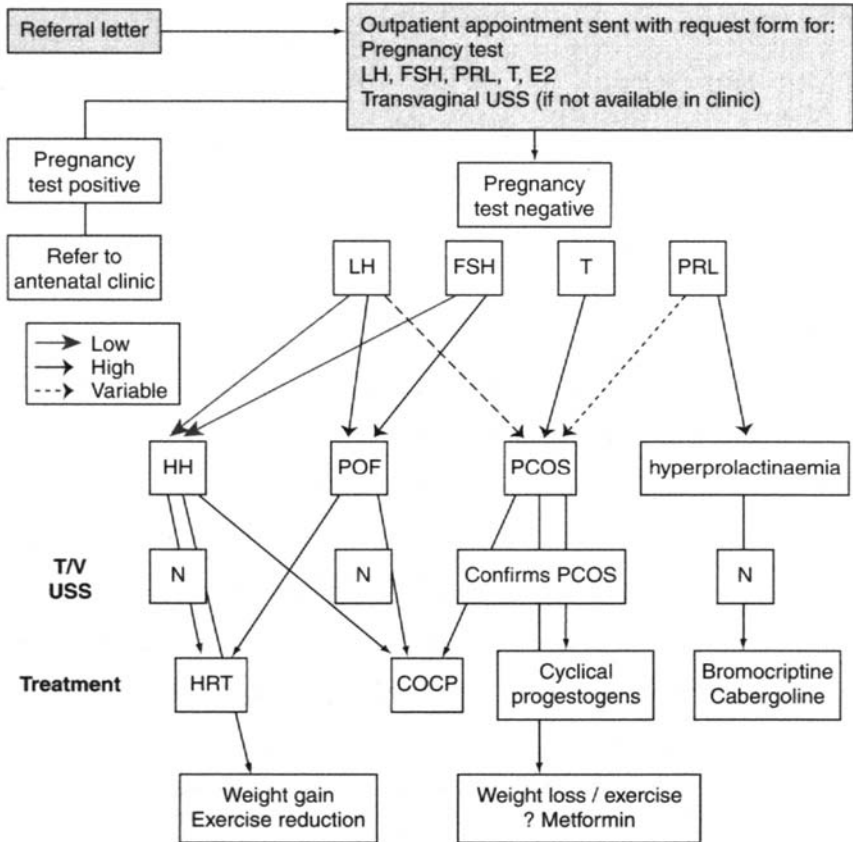 Referral letter
Outpatient appointment sent with request form for:
Pregnancy test
LH, FSH, PRL, T, E2
Transvaginal USS (if not available in clinic)
Pregnancy
test positive
Pregnancy
test negative
Refer to
antenatal clinic
LH
FSH
T
PRL
Low
High
Variable
HH
POF
PCOS
hyperprolactinaemia
T/V
USS
N
N
Confirms PCOS
N
Treatment
HRT
COCP
Cyclical
progestogens
Bromocriptine
Cabergoline
Weight gain
Exercise reduction
Weight loss / exercise
? Metformin